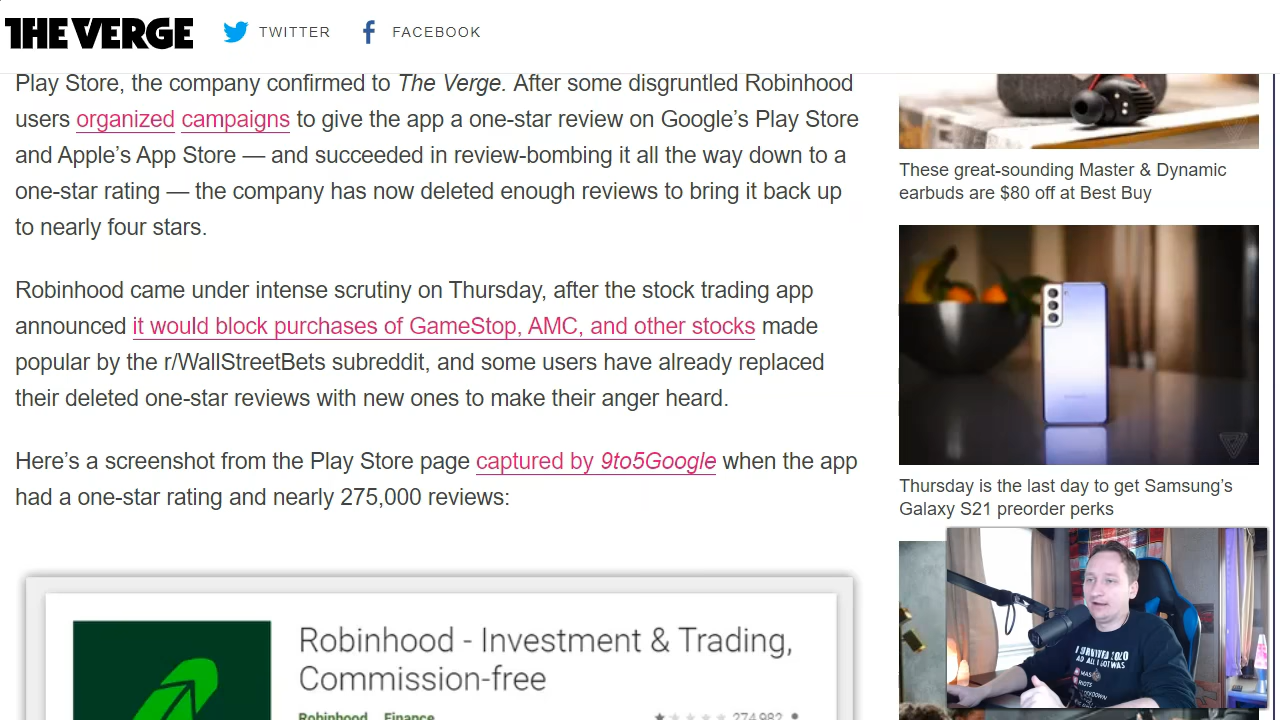 THE VERGE
TWITTER
FACEBOOK
Play Store, the company confirmed to The Verge. After some disgruntled Robinhood
users organized campaigns to give the app a one-star review on Google’s Play Store
and Apple’s App Store — and succeeded in review-bombing it all the way down to a
one-star rating — the company has now deleted enough reviews to bring it back up
to nearly four stars.
Robinhood came under intense scrutiny on Thursday, after the stock trading app
announced it would block purchases of GameStop, AMC, and other stocks made
popular by the r/WallStreetBets subreddit, and some users have already replaced
their deleted one-star reviews with new ones to make their anger heard.
Here’s a screenshot from the Play Store page captured by 9to5Google when the app
had a one-star rating and nearly 275,000 reviews:
Robinhood - Investment & Trading,
Commission-free
Robinhood Finance
274,982
These great-sounding Master & Dynamic
earbuds are $80 off at Best Buy
Thursday is the last day to get Samsung’s
Galaxy S21 preorder perks
I SURVIVED 2020
AND ALL I GOT WAS
RIOTS